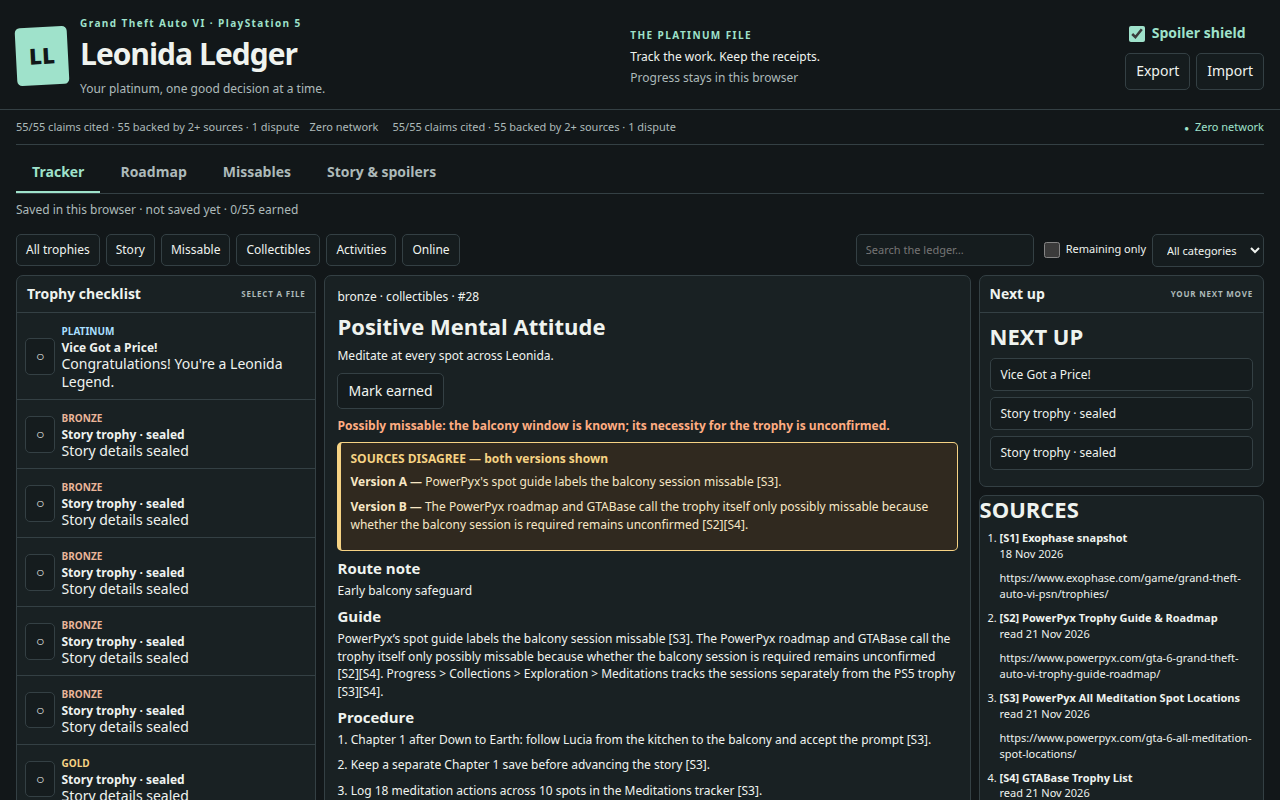 LL
Grand Theft Auto VI · PlayStation 5
Leonida Ledger
Your platinum, one good decision at a time.
THE PLATINUM FILE
Track the work. Keep the receipts.
Progress stays in this browser
Spoiler shield
Export
Import
55/55 claims cited · 55 backed by 2+ sources · 1 dispute Zero network 55/55 claims cited · 55 backed by 2+ sources · 1 dispute
• Zero network
Tracker
Roadmap
Missables
Story & spoilers
Saved in this browser · not saved yet · 0/55 earned
All trophies
Story
Missable
Collectibles
Activities
Online
Search the ledger...
Remaining only
All categories
Trophy checklist
SELECT A FILE
PLATINUM
Vice Got a Price!
Congratulations! You're a Leonida
Legend.
BRONZE
Story trophy · sealed
Story details sealed
BRONZE
Story trophy · sealed
Story details sealed
BRONZE
Story trophy · sealed
Story details sealed
BRONZE
Story trophy · sealed
Story details sealed
BRONZE
Story trophy · sealed
Story details sealed
GOLD
Story trophy · sealed
Story details sealed
bronze · collectibles · #28
Positive Mental Attitude
Meditate at every spot across Leonida.
Mark earned
Possibly missable: the balcony window is known; its necessity for the trophy is unconfirmed.
SOURCES DISAGREE — both versions shown
Version A — PowerPyx's spot guide labels the balcony session missable [S3].
Version B — The PowerPyx roadmap and GTABase call the trophy itself only possibly missable because
whether the balcony session is required remains unconfirmed [S2][S4].
Route note
Early balcony safeguard
Guide
PowerPyx's spot guide labels the balcony session missable [S3]. The PowerPyx roadmap and GTABase call the
trophy itself only possibly missable because whether the balcony session is required remains unconfirmed
[S2][S4]. Progress > Collections > Exploration > Meditations tracks the sessions separately from the PS5 trophy
[S3][S4].
Procedure
1. Chapter 1 after Down to Earth: follow Lucia from the kitchen to the balcony and accept the prompt [S3].
2. Keep a separate Chapter 1 save before advancing the story [S3].
3. Log 18 meditation actions across 10 spots in the Meditations tracker [S3].
Next up
YOUR NEXT MOVE
NEXT UP
Vice Got a Price!
Story trophy · sealed
Story trophy · sealed
SOURCES
1. [S1] Exophase snapshot
18 Nov 2026
https://www.exophase.com/game/grand-theft-
auto-vi-psn/trophies/
2. [S2] PowerPyx Trophy Guide & Roadmap
read 21 Nov 2026
https://www.powerpyx.com/gta-6-grand-theft-
auto-vi-trophy-guide-roadmap/
3. [S3] PowerPyx All Meditation Spot Locations
read 21 Nov 2026
https://www.powerpyx.com/gta-6-all-meditation-
spot-locations/
4. [S4] GTABase Trophy List
read 21 Nov 2026